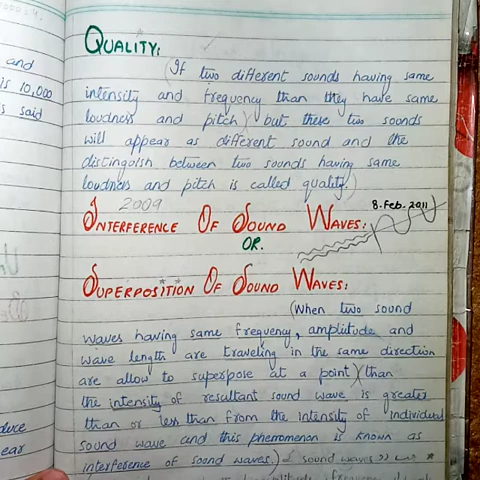 and
is 10,000
s said
QUALITY:
(If two different sounds having same
intensity and frequency than they have same
loudness and pitch) but these two soonds
will appear as different sound and the
distinguish between two sounds having same
loudness and pitch is called quality.)
2009
8.Feb.2011
INTERFERENCE OF SOUND WAVES:
OR.
SUPERPOSITION OF SOUND WAVES:
(When two sound
waves having same frequency, amplitude and
wave length are traveling in the same direction
are allow to superpose at a point) than
the intensity of resultant sound wave is greater
than or less than from the intensity of individual
sound wave and this phenomenon is known as
interference of sound waves.)
duce
ear